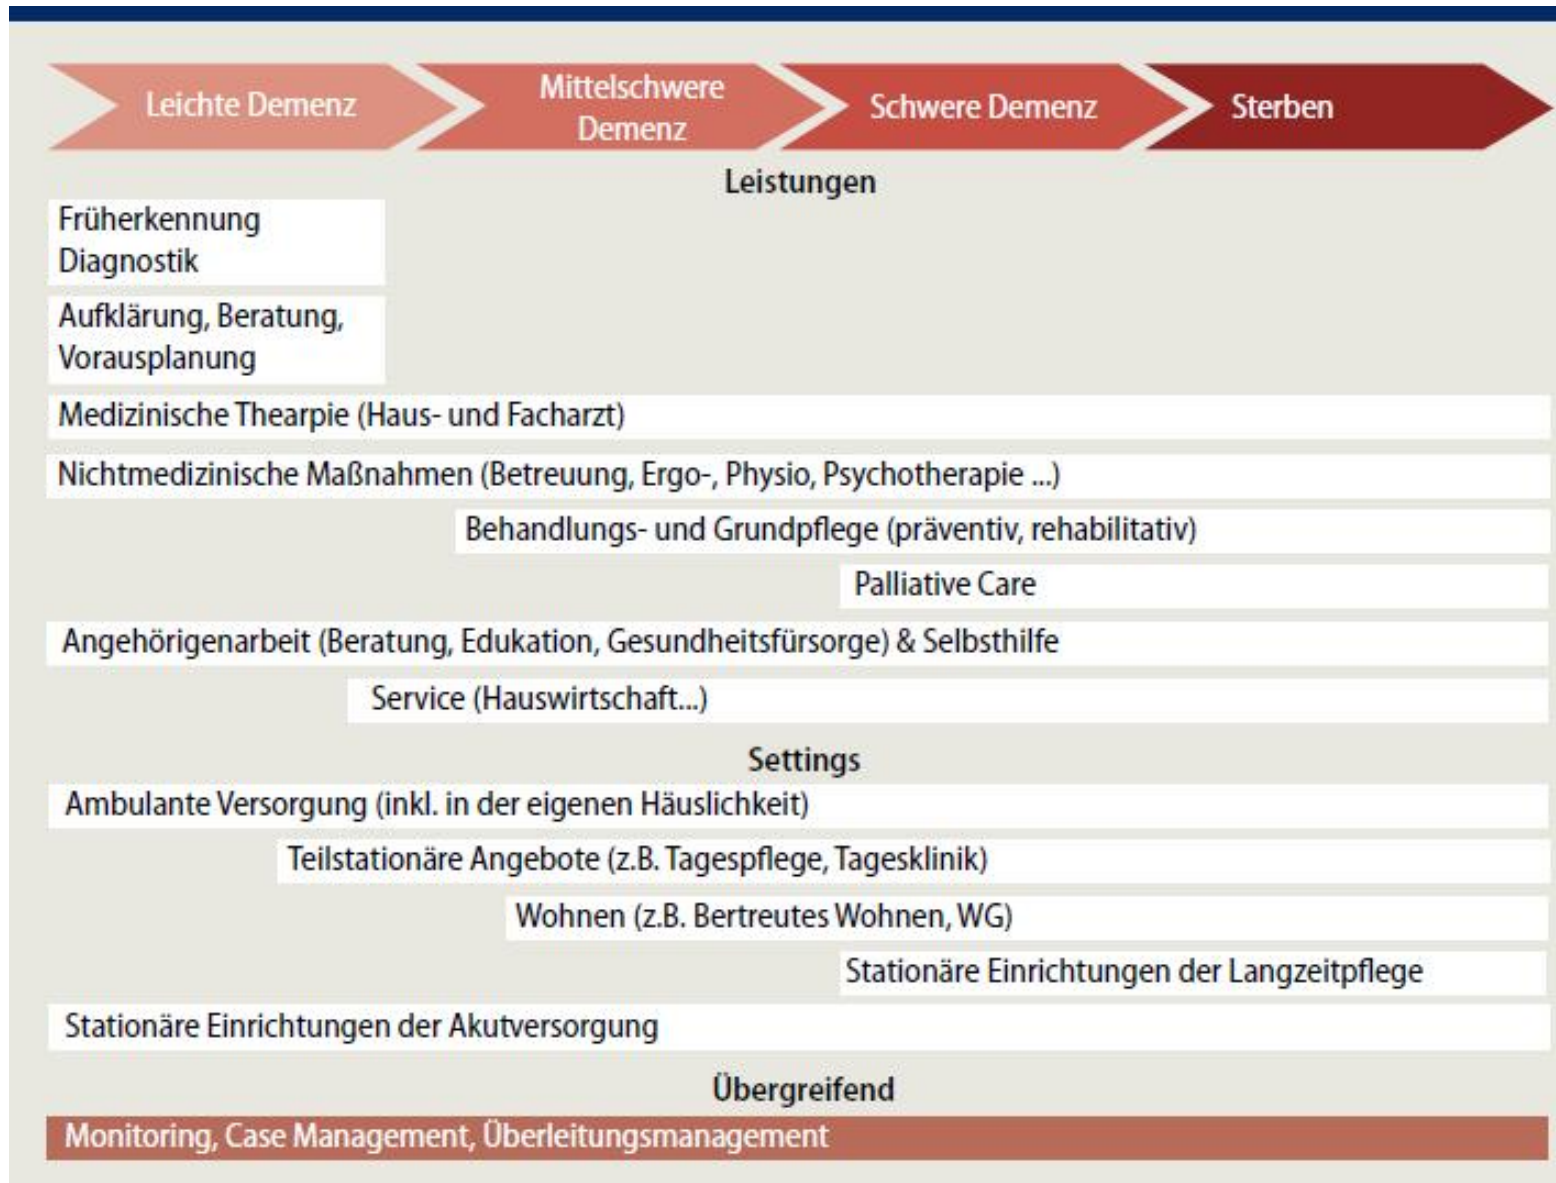 Leichte Demenz
Mittelschwere
Demenz
Schwere Demenz
Sterben
Leistungen
Früherkennung
Diagnostik
Aufklärung, Beratung,
Vorausplanung
Medizinische Thearpie (Haus- und Facharzt)
Nichtmedizinische Maßnahmen (Betreuung, Ergo-, Physio, Psychotherapie ...)
Behandlungs- und Grundpflege (präventiv, rehabilitativ)
Palliative Care
Angehörigenarbeit (Beratung, Edukation, Gesundheitsfürsorge) & Selbsthilfe
Service (Hauswirtschaft...)
Settings
Ambulante Versorgung (inkl. in der eigenen Häuslichkeit)
Teilstationäre Angebote (z.B. Tagespflege, Tagesklinik)
Wohnen (z.B. Bertreutes Wohnen, WG)
Stationäre Einrichtungen der Langzeitpflege
Stationäre Einrichtungen der Akutversorgung
Übergreifend
Monitoring, Case Management, Überleitungsmanagement